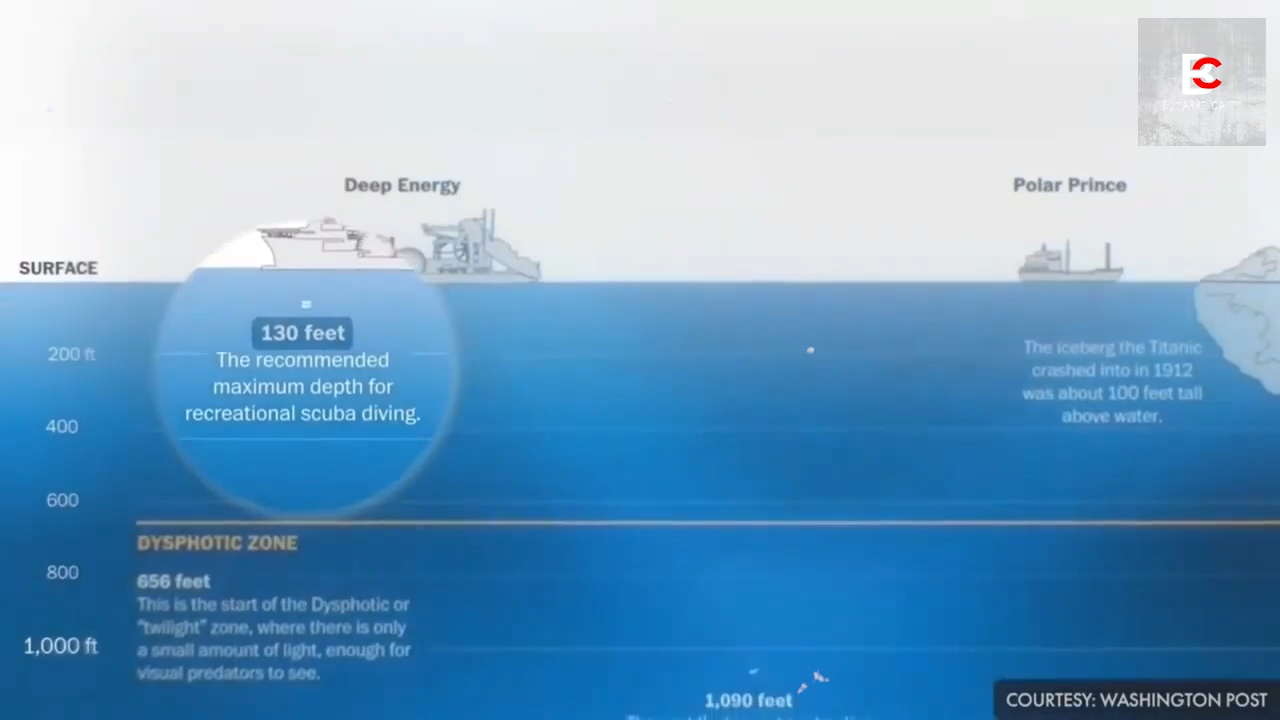 BC
Deep Energy
Polar Prince
SURFACE
130 feet
The recommended
maximum depth for
recreational scuba diving.
200 ft
400
600
800
1,000 ft
The iceberg the Titanic
crashed into in 1912
was about 100 feet tall
above water.
DYSPHOTIC ZONE
656 feet
This is the start of the Dysphotic or
"twilight" zone, where there is only
a small amount of light, enough for
visual predators to see.
1,090 feet
COURTESY: WASHINGTON POST